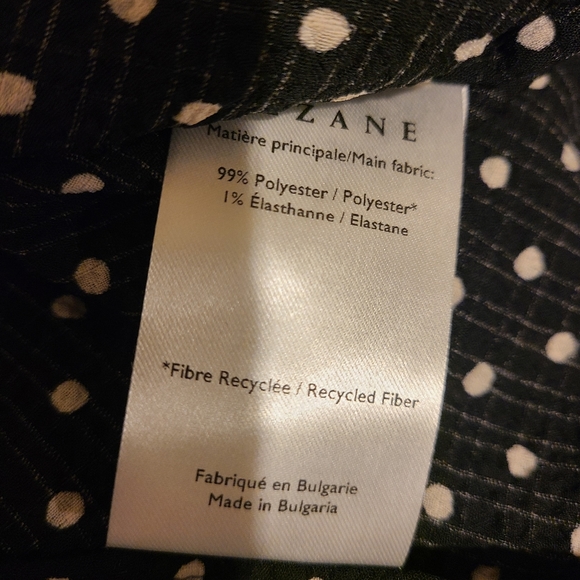 ZANE
Matière principale/Main fabric:
99% Polyester / Polyester*
1% Élasthanne / Elastane
*Fibre Recyclée / Recycled Fiber
Fabriqué en Bulgarie
Made in Bulgaria